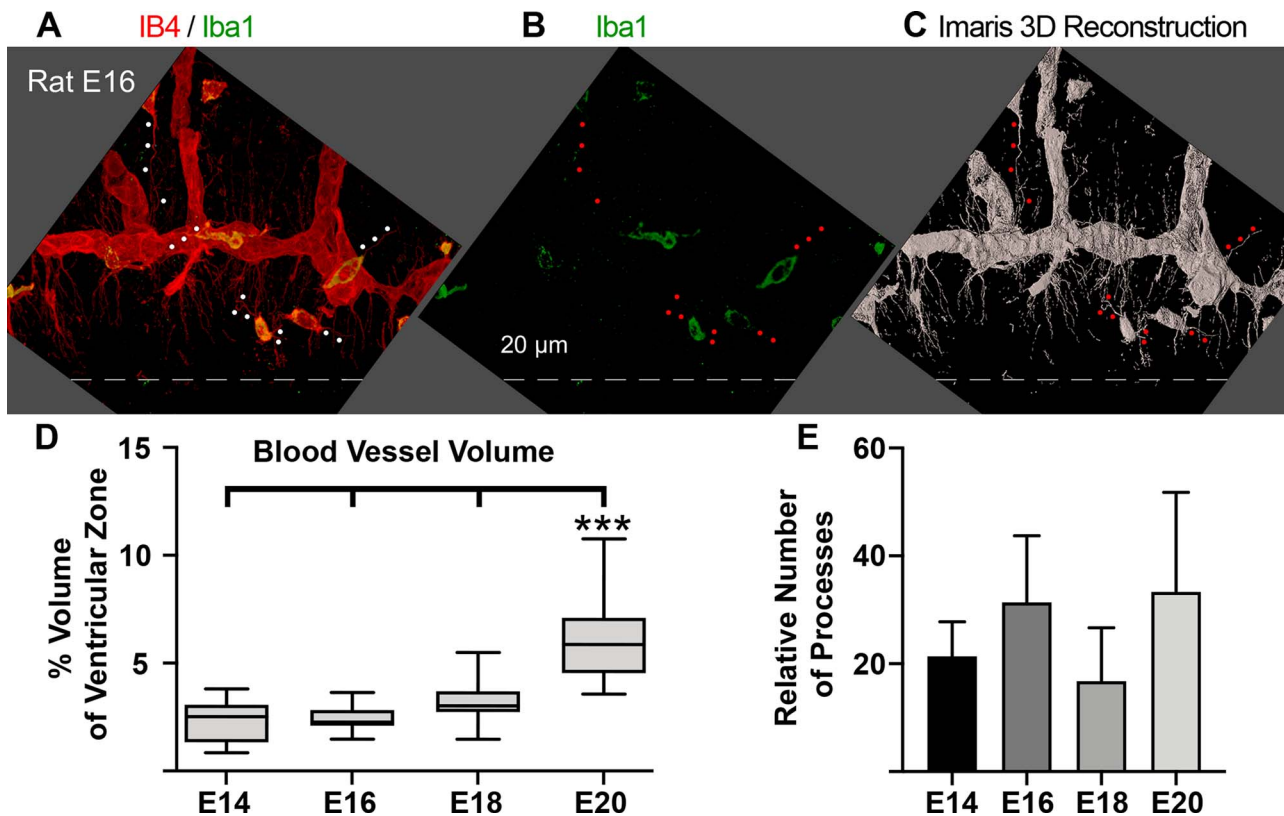 A IB4 / Iba1
B Iba1
C Imaris 3D Reconstruction
Rat E16
20 µm
D
Blood Vessel Volume
% Volume
of Ventricular Zone
15
10
5
***
E14 E16 E18 E20
E
Relative Number
of Processes
60
40
20
E14 E16 E18 E20